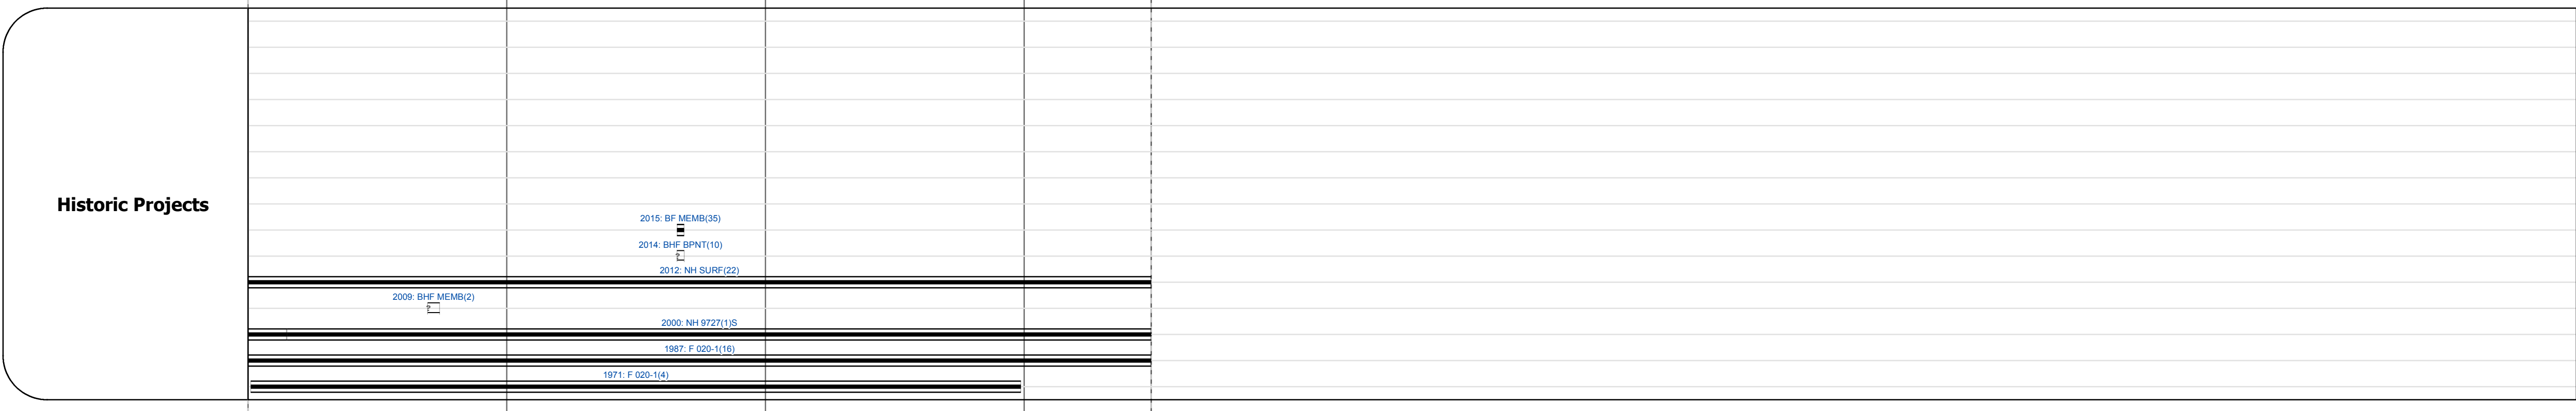 Historic Projects
2015: BF MEMB(35)
2014: BHF BPNT(10)
?
2012: NH SURF(22)
2009: BHF MEMB(2)
?
2000: NH 9727(1)S
1987: F 020-1(16)
1971: F 020-1(4)